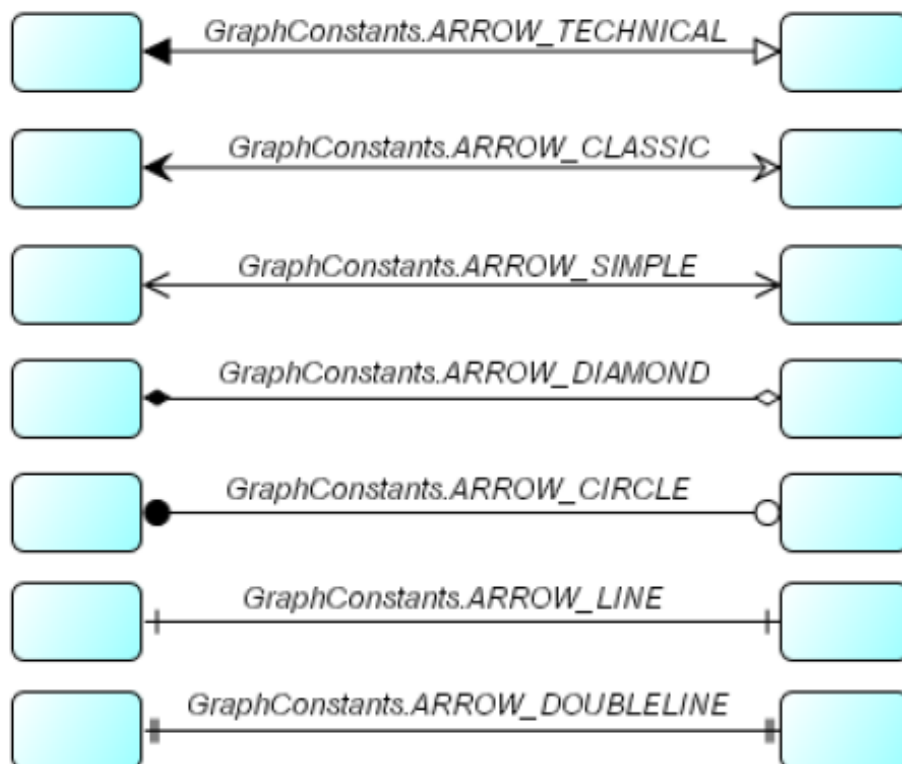 GraphConstants.ARROW_TECHNICAL
GraphConstants.ARROW_CLASSIC
GraphConstants.ARROW_SIMPLE
GraphConstants.ARROW_DIAMOND
GraphConstants.ARROW_CIRCLE
GraphConstants.ARROW_LINE
GraphConstants.ARROW_DOUBLELINE